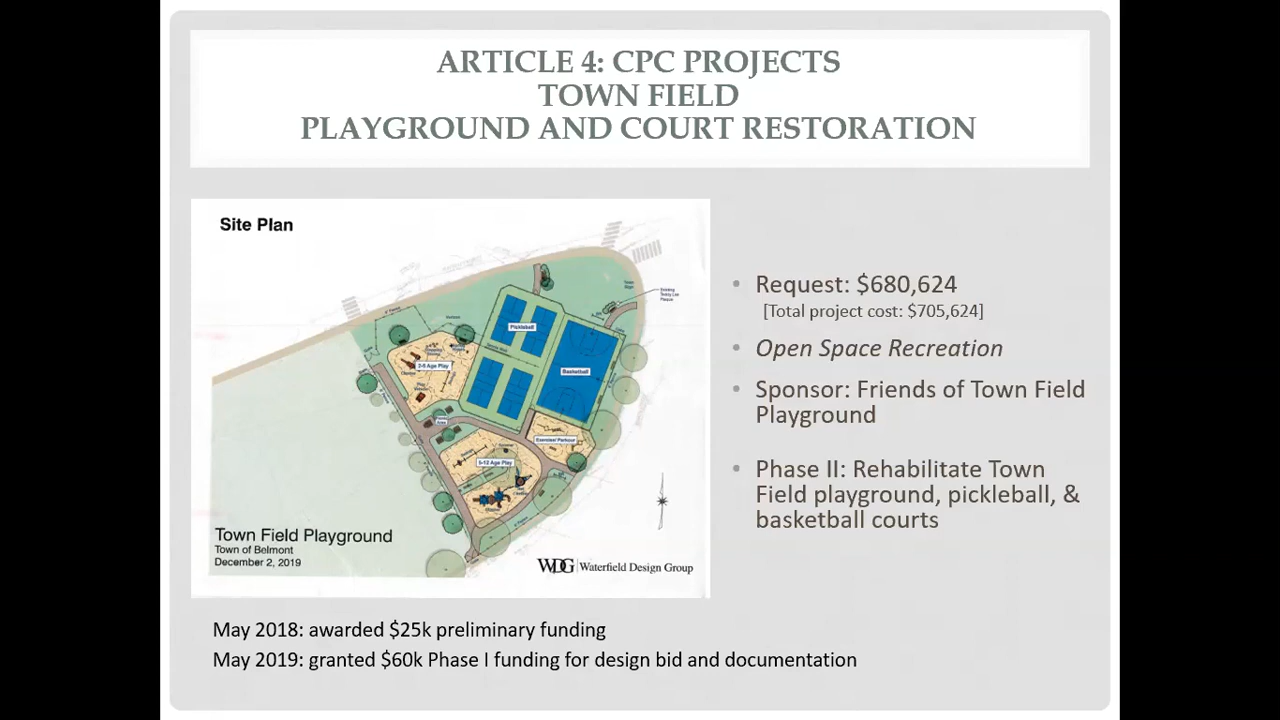 ARTICLE 4: CPC PROJECTS
TOWN FIELD
PLAYGROUND AND COURT RESTORATION
Site Plan
Pickleball
Basketball
2-5 Age Play
Exercise/ Parkour
5-12 Age Play
Town Field Playground
Town of Belmont
December 2, 2019
WDG Waterfield Design Group
• Request: $680,624
[Total project cost: $705,624]
• Open Space Recreation
• Sponsor: Friends of Town Field
Playground
• Phase II: Rehabilitate Town
Field playground, pickleball, &
basketball courts
May 2018: awarded $25k preliminary funding
May 2019: granted $60k Phase I funding for design bid and documentation